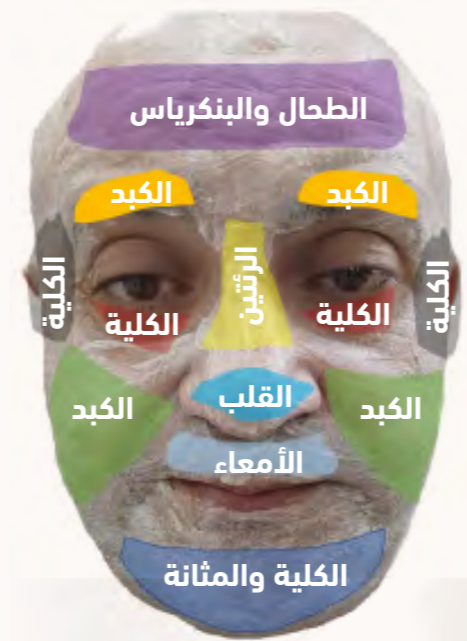 الطحال والبنكرياس
الكبد
الكبد
الرئتين
الكلية
الكلية
الكلية
الكلية
القلب
الكبد
الكبد
الأمعاء
الكلية والمثانة